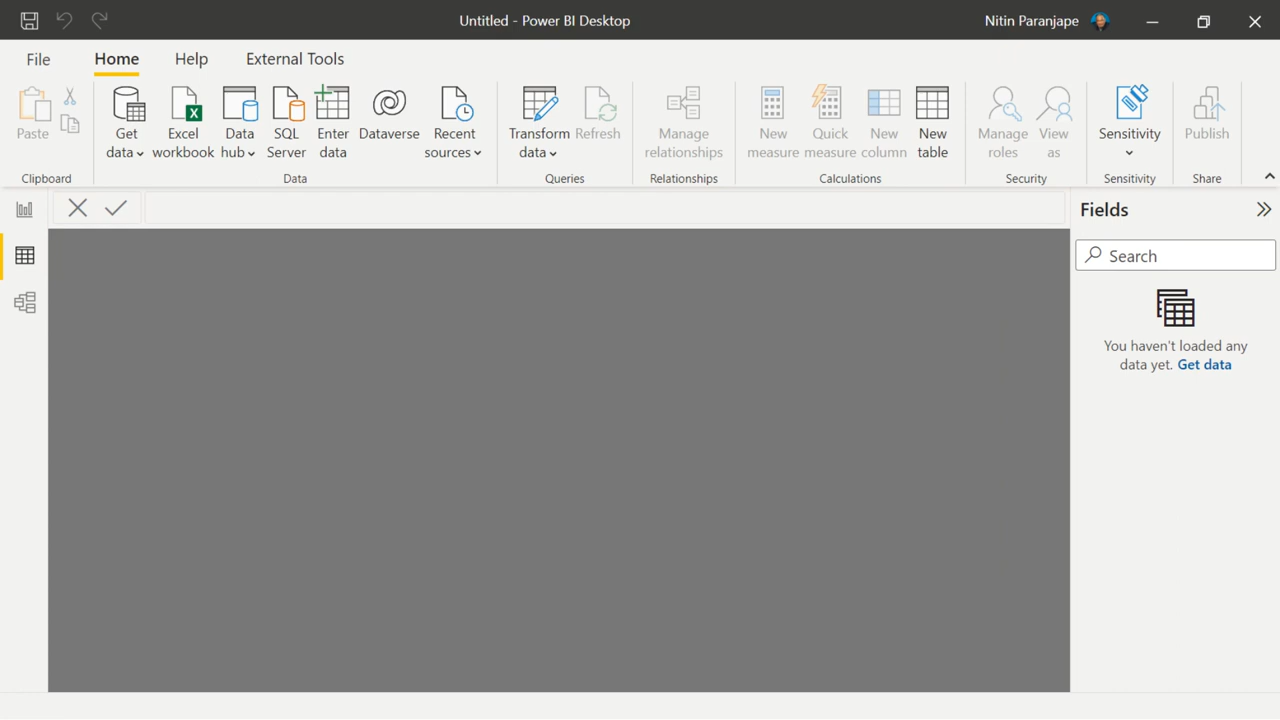 Untitled - Power BI Desktop
Nitin Paranjape
File
Home
Help
External Tools
Paste
Get
data
Excel
workbook
Data
hub
SQL
Server
Enter
data
Dataverse
Recent
sources
Transform
data
Refresh
Manage
relationships
New
measure
Quick
measure
New
column
New
table
Manage
roles
View
as
Sensitivity
Publish
Clipboard
Data
Queries
Relationships
Calculations
Security
Sensitivity
Share
Fields
Search
You haven't loaded any
data yet. Get data